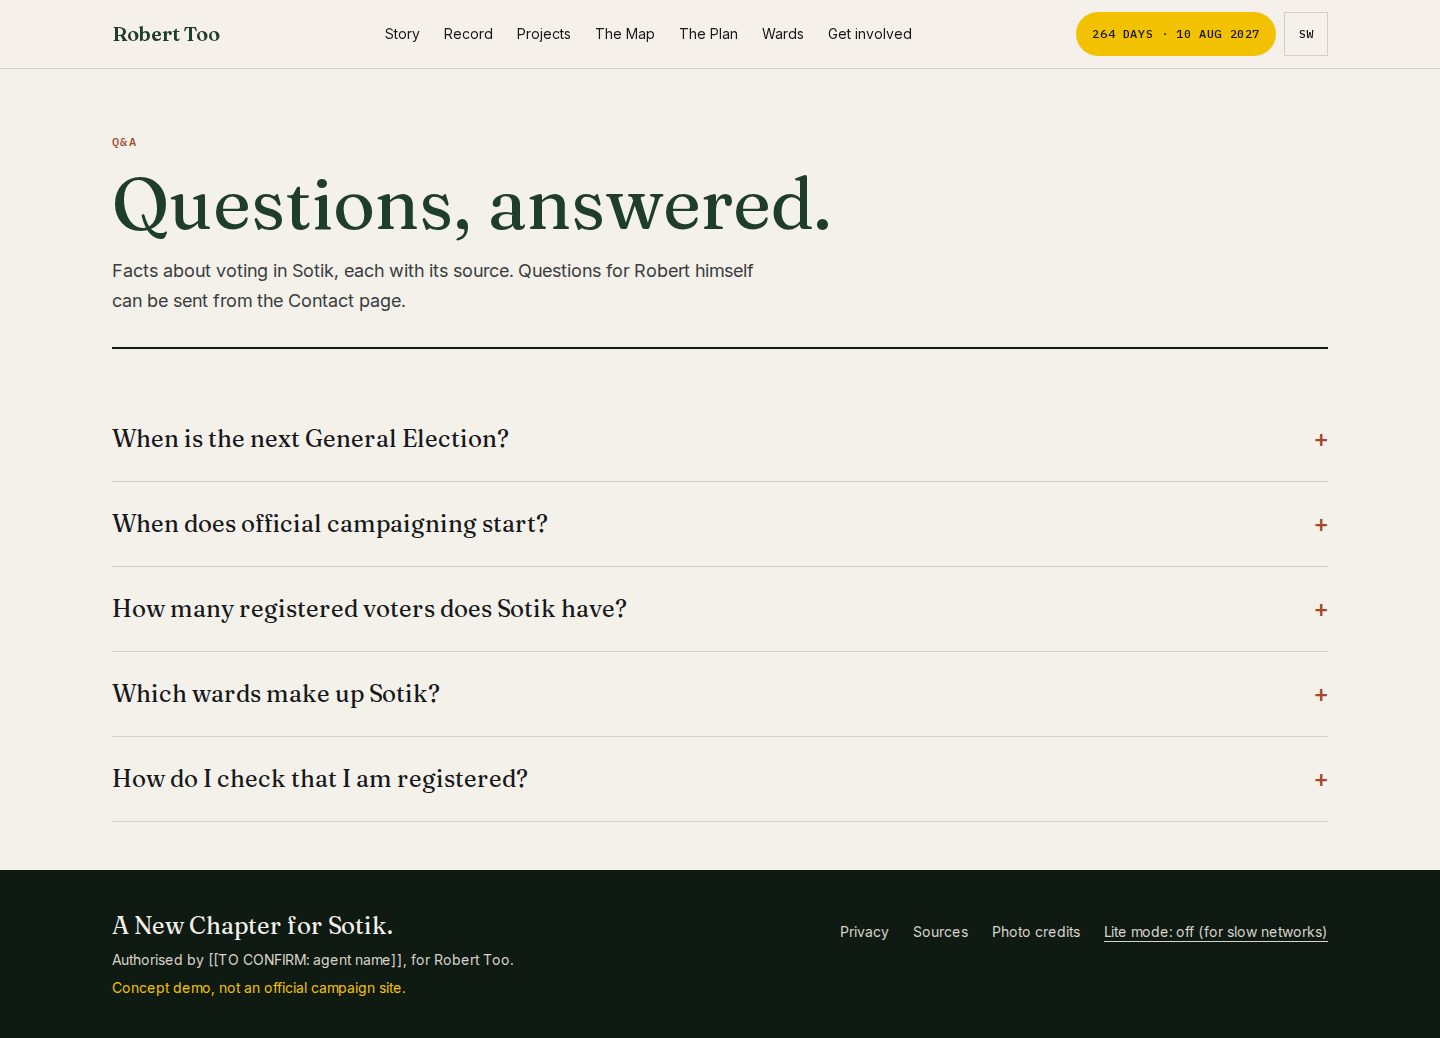 Robert Too
Story Record Projects The Map The Plan Wards Get involved
264 DAYS · 10 AUG 2027
SW
Q&A
Questions, answered.
Facts about voting in Sotik, each with its source. Questions for Robert himself
can be sent from the Contact page.
When is the next General Election? +
When does official campaigning start? +
How many registered voters does Sotik have? +
Which wards make up Sotik? +
How do I check that I am registered? +
A New Chapter for Sotik.
Authorised by [[TO CONFIRM: agent name]], for Robert Too.
Concept demo, not an official campaign site.
Privacy Sources Photo credits Lite mode: off (for slow networks)